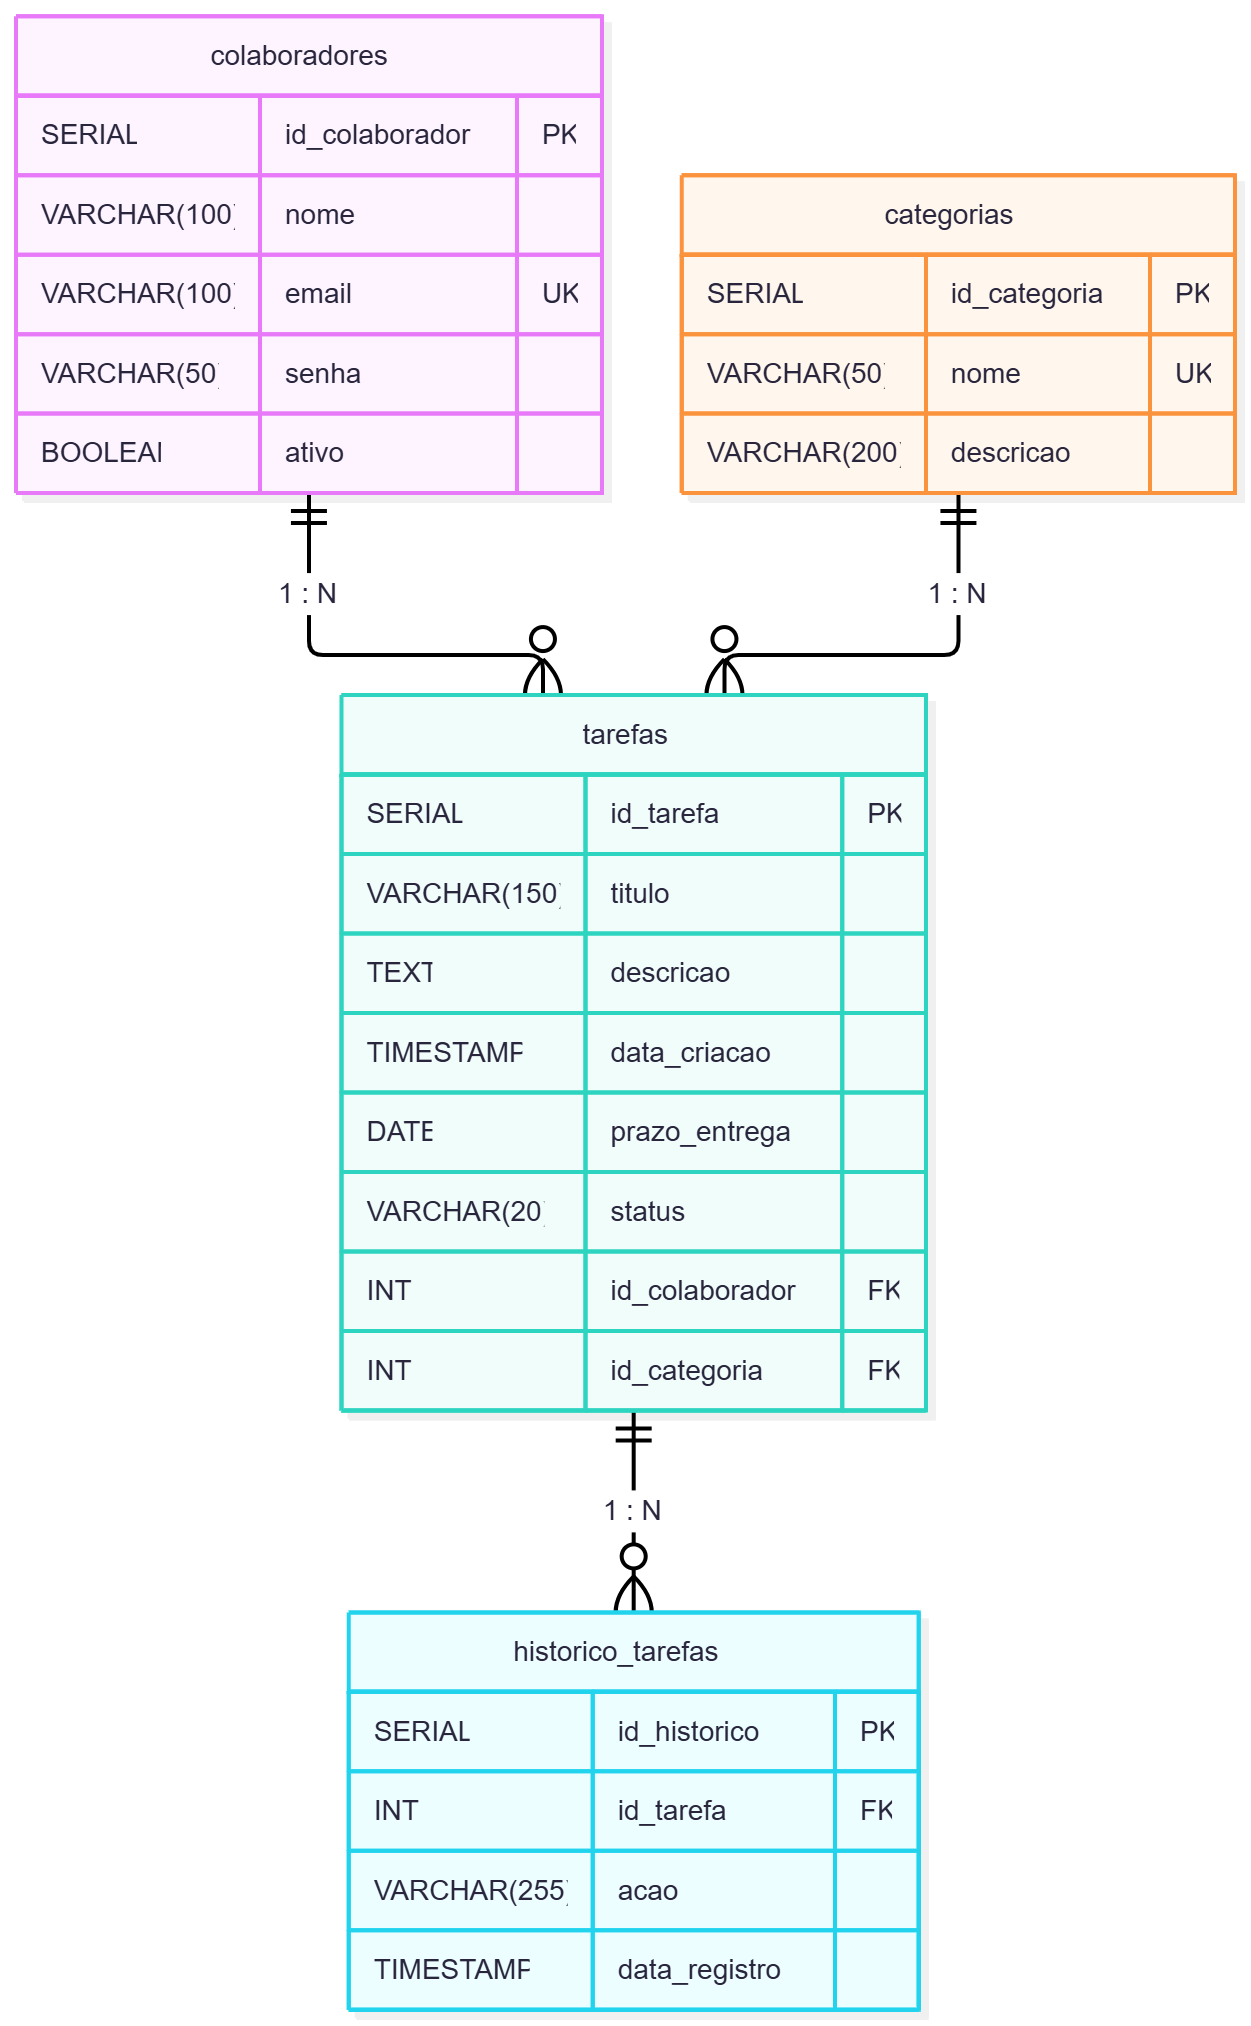 colaboradores
SERIAL id_colaborador PK
VARCHAR(100) nome
VARCHAR(100) email UK
VARCHAR(50) senha
BOOLEAN ativo
categorias
SERIAL id_categoria PK
VARCHAR(50) nome UK
VARCHAR(200) descricao
1 : N
1 : N
tarefas
SERIAL id_tarefa PK
VARCHAR(150) titulo
TEXT descricao
TIMESTAMP data_criacao
DATE prazo_entrega
VARCHAR(20) status
INT id_colaborador FK
INT id_categoria FK
1 : N
historico_tarefas
SERIAL id_historico PK
INT id_tarefa FK
VARCHAR(255) acao
TIMESTAMP data_registro